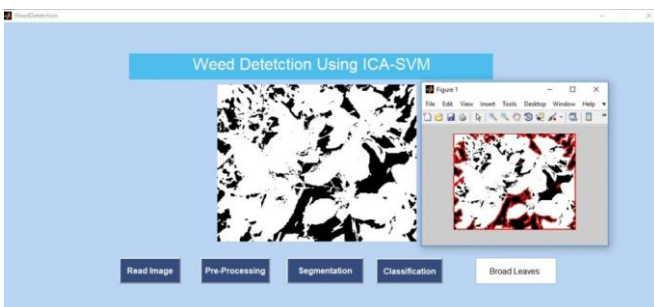 WeedDetetction
Weed Detetction Using ICA-SVM
Figure 1
File Edit View Insert Tools Desktop Window Help
Read Image
Pre-Processing
Segmentation
Classification
Broad Leaves